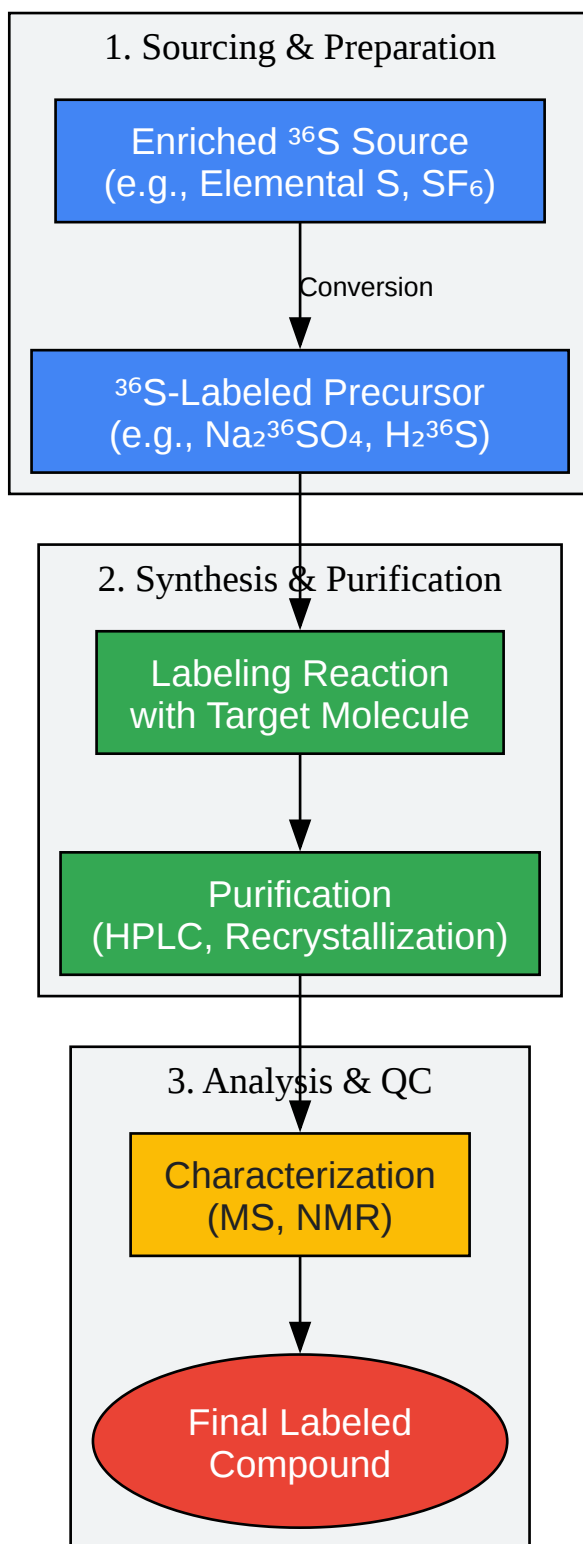 1. Sourcing & Preparation
Enriched ³⁶S Source
(e.g., Elemental S, SF₆)
Conversion
³⁶S-Labeled Precursor
(e.g., Na₂³⁶SO₄, H₂³⁶S)
2. Synthesis & Purification
Labeling Reaction
with Target Molecule
Purification
(HPLC, Recrystallization)
3. Analysis & QC
Characterization
(MS, NMR)
Final Labeled
Compound